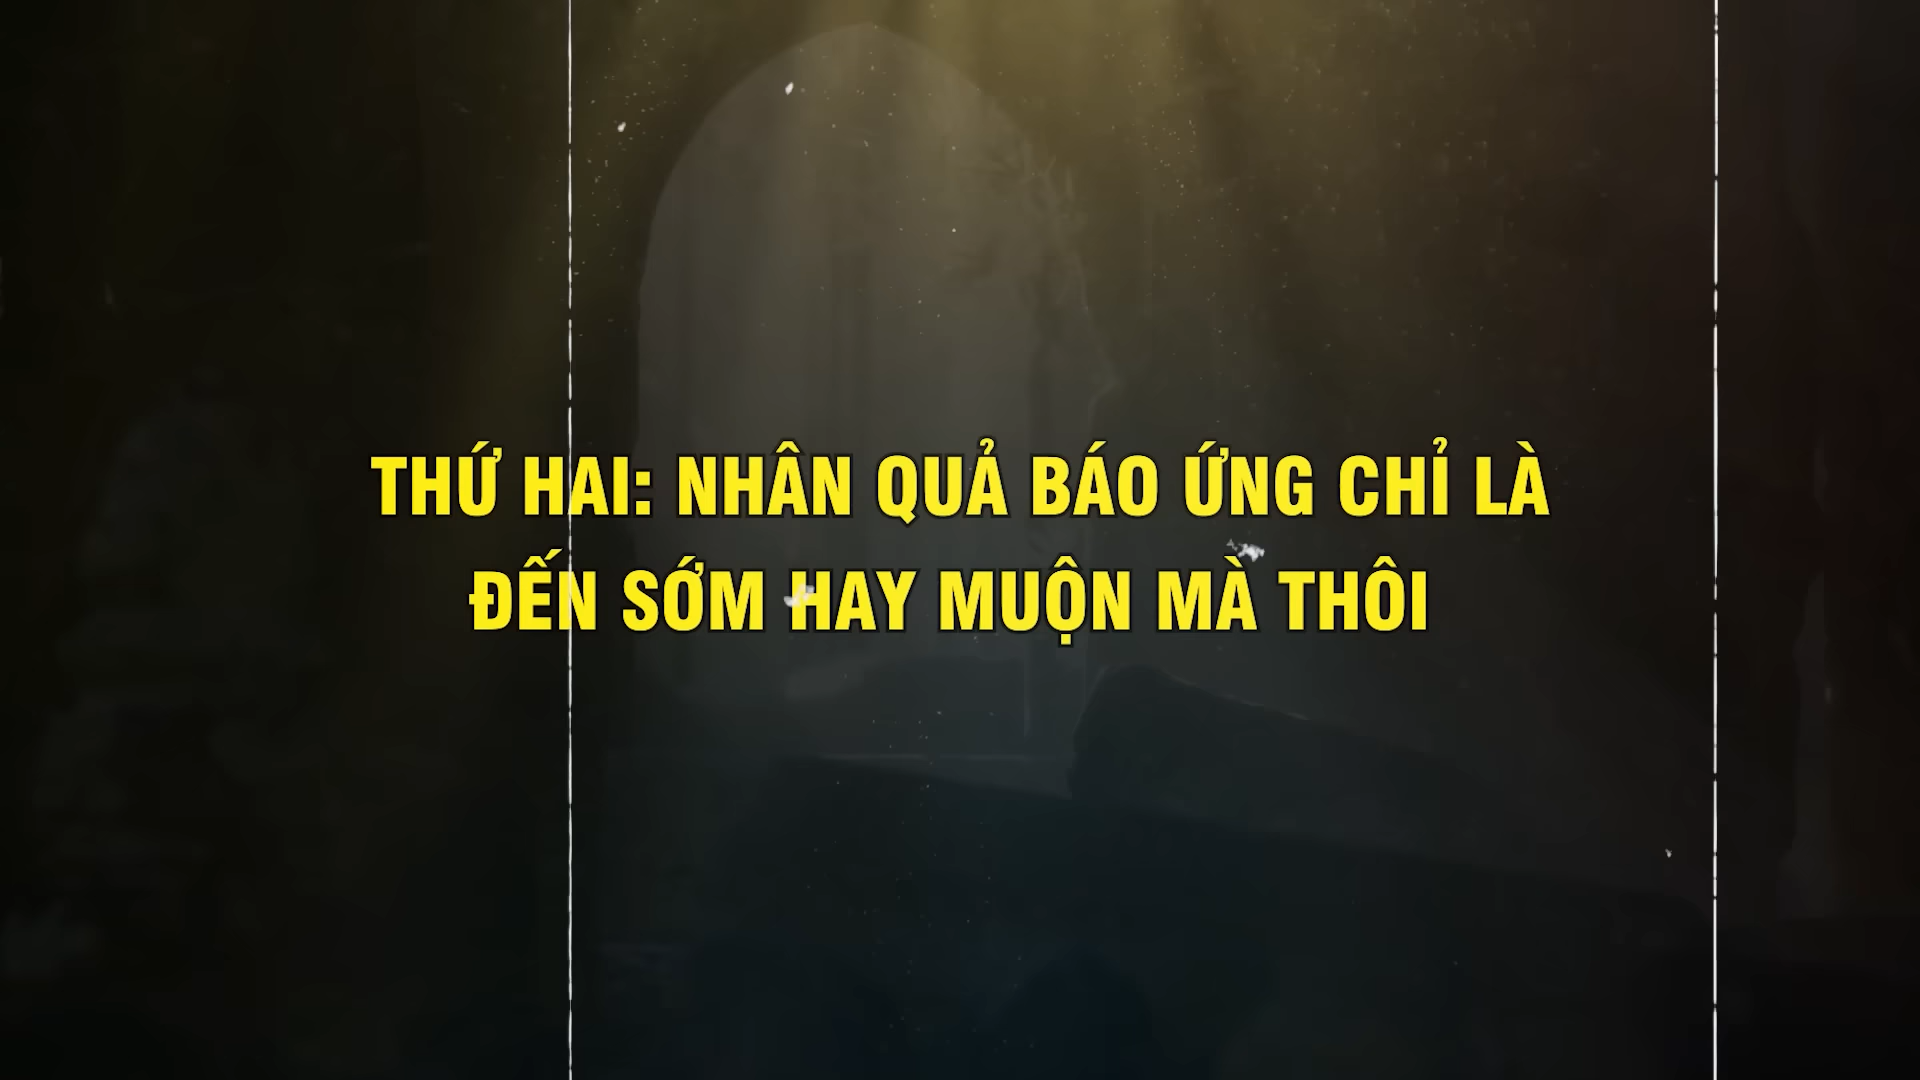 THỨ HAI: NHÂN QUẢ BÁO ỨNG CHỈ LÀ
ĐẾN SỚM HAY MUỘN MÀ THÔI